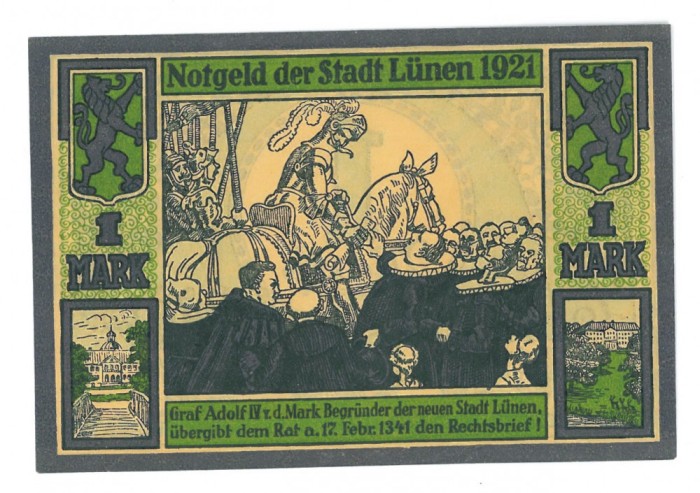 Notgeld der Stadt Lünen 1921
1
MARK
1
MARK
Graf Adolf IV v. d. Mark Begründer der neuen Stadt Lünen,
übergibt dem Rat a. 17. Febr. 1341 den Rechtsbrief!